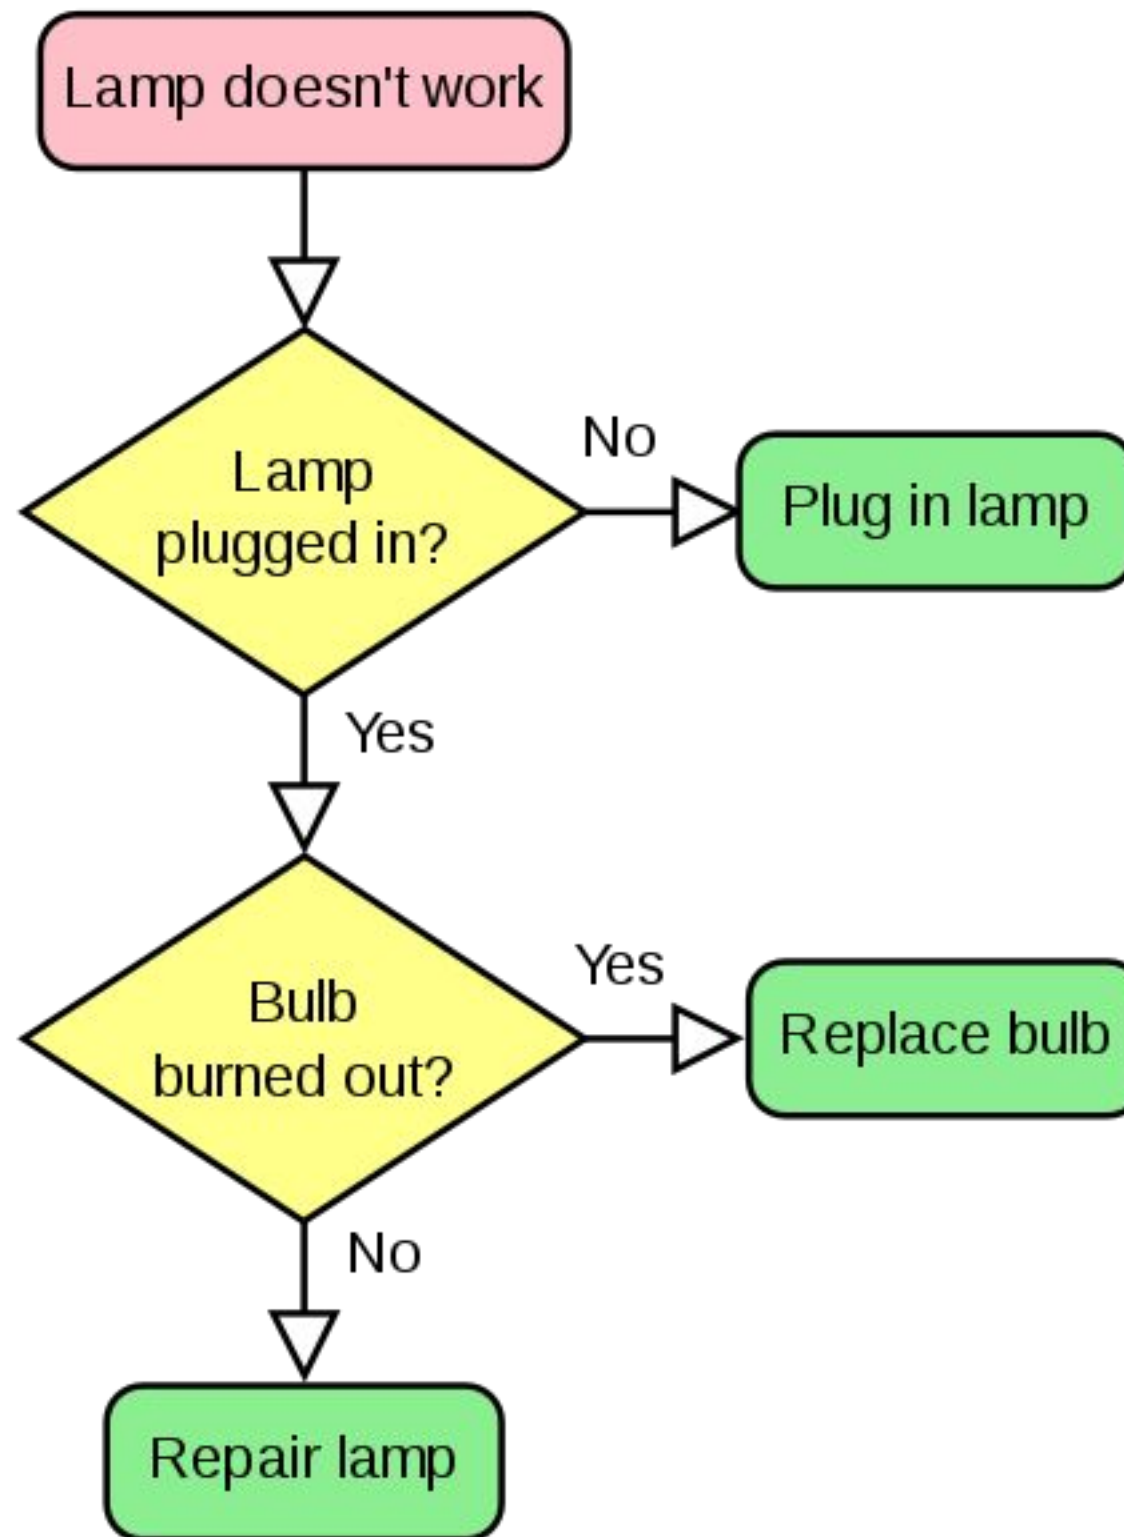 Lamp doesn't work
Lamp
plugged in?
No
Plug in lamp
Yes
Bulb
burned out?
Yes
Replace bulb
No
Repair lamp